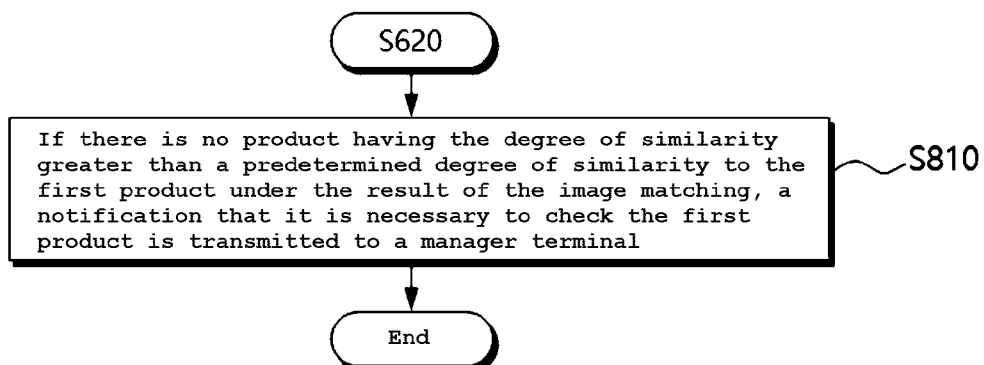 S620
If there is no product having the degree of similarity
greater than a predetermined degree of similarity to the
first product under the result of the image matching, a
notification that it is necessary to check the first
product is transmitted to a manager terminal
S810
End